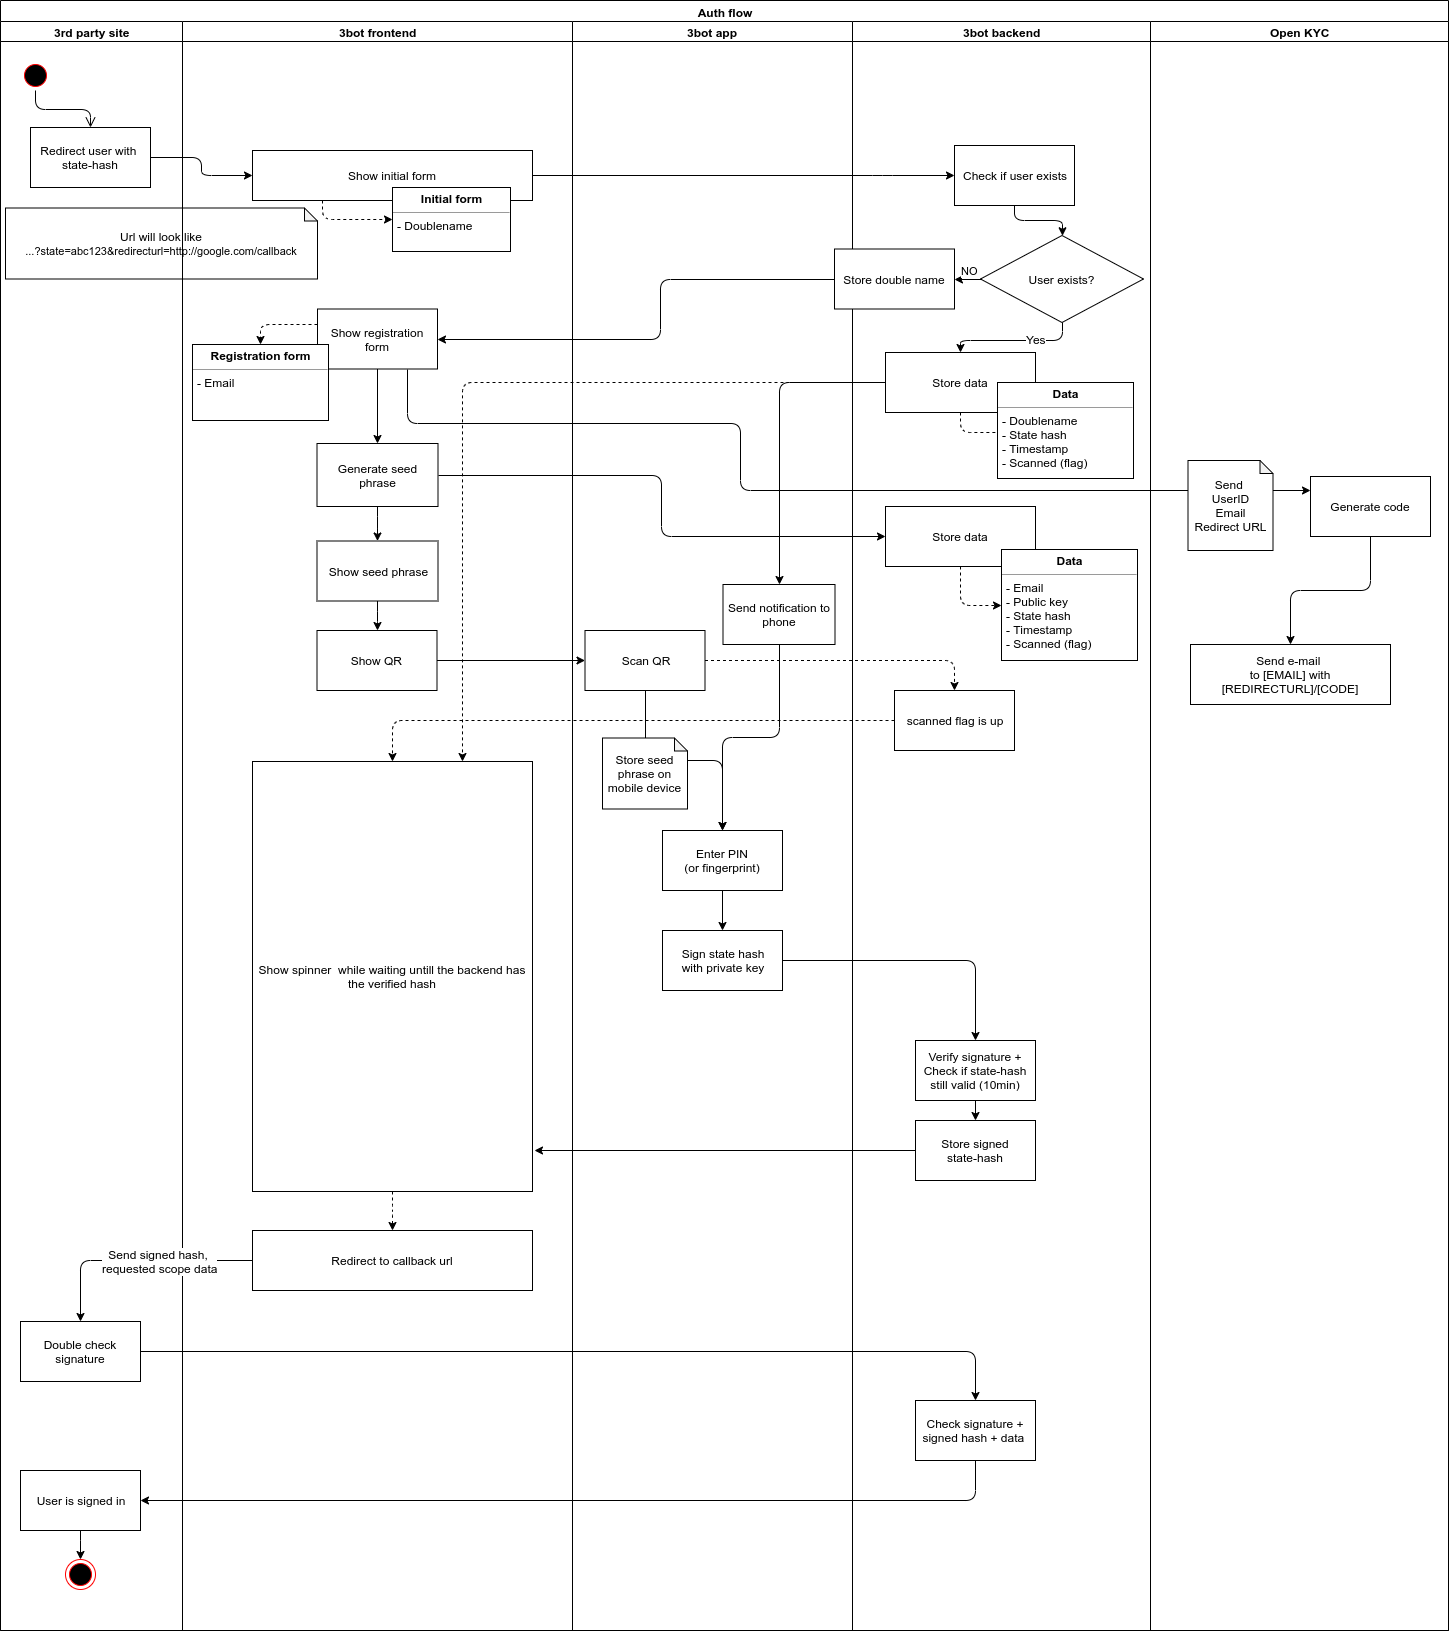 Auth flow
3rd party site
3bot frontend
3bot app
3bot backend
Open KYC
Redirect user with
state-hash
Show initial form
Check if user exists
Initial form
- Doublename
Url will look like
...?state=abc123&redirecturl=http://google.com/callback
Store double name
NO
User exists?
Yes
Show registration
form
Registration form
- Email
Store data
Data
- Doublename
- State hash
- Timestamp
- Scanned (flag)
Generate seed
phrase
Send
UserID
Email
Redirect URL
Generate code
Store data
Data
- Email
- Public key
- State hash
- Timestamp
- Scanned (flag)
Show seed phrase
Send notification to
phone
Show QR
Scan QR
Send e-mail
to [EMAIL] with
[REDIRECTURL]/[CODE]
scanned flag is up
Store seed
phrase on
mobile device
Enter PIN
(or fingerprint)
Sign state hash
with private key
Show spinner  while waiting untill the backend has
the verified hash
Verify signature +
Check if state-hash
still valid (10min)
Store signed
state-hash
Send signed hash,
requested scope data
Redirect to callback url
Double check
signature
Check signature +
signed hash + data
User is signed in